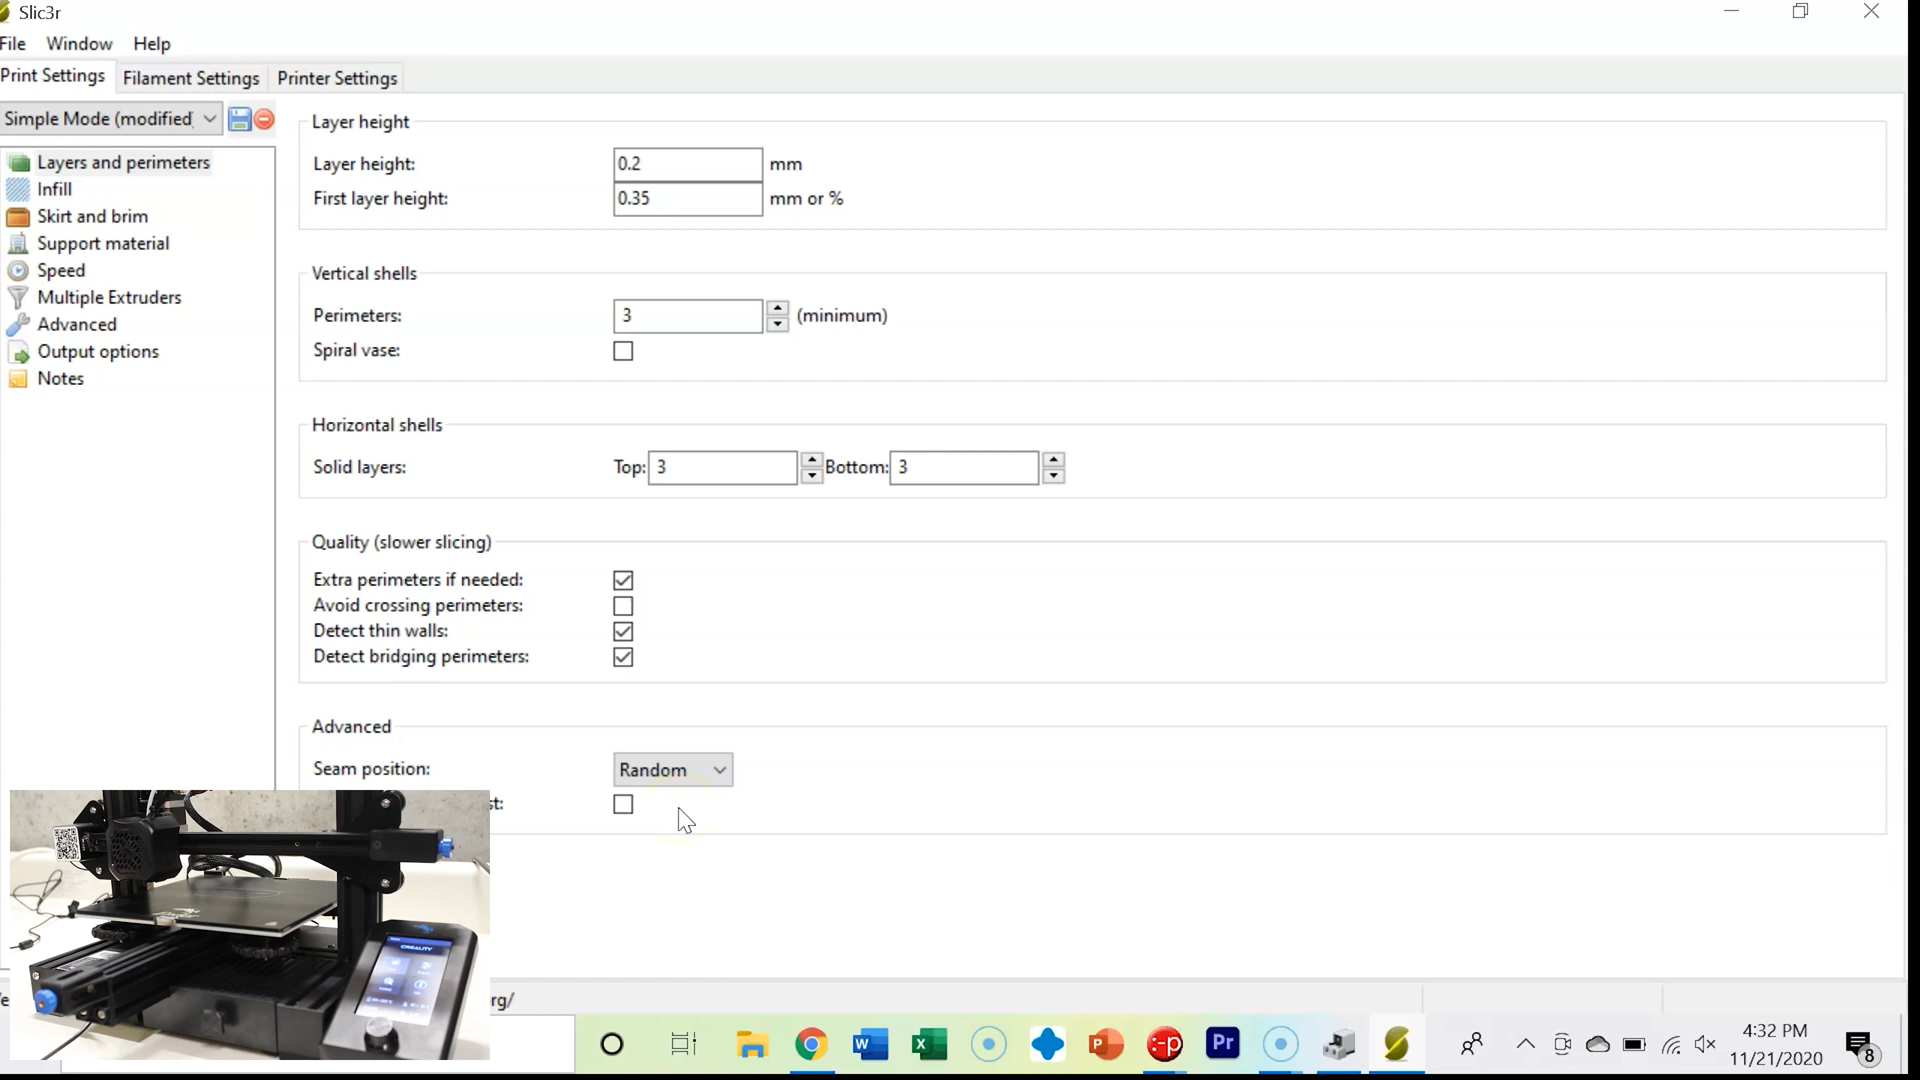 Slic3r
File Window Help
Print Settings Filament Settings Printer Settings
Simple Mode (modified
Layers and perimeters
Infill
Skirt and brim
Support material
Speed
Multiple Extruders
Advanced
Output options
Notes
Layer height
Layer height: 0.2 mm
First layer height: 0.35 mm or %
Vertical shells
Perimeters: 3 (minimum)
Spiral vase:
Horizontal shells
Solid layers: Top: 3 Bottom: 3
Quality (slower slicing)
Extra perimeters if needed:
Avoid crossing perimeters:
Detect thin walls:
Detect bridging perimeters:
Advanced
Seam position: Random
st:
CREALITY
rg/
W X P :p Pr
4:32 PM
11/21/2020
8